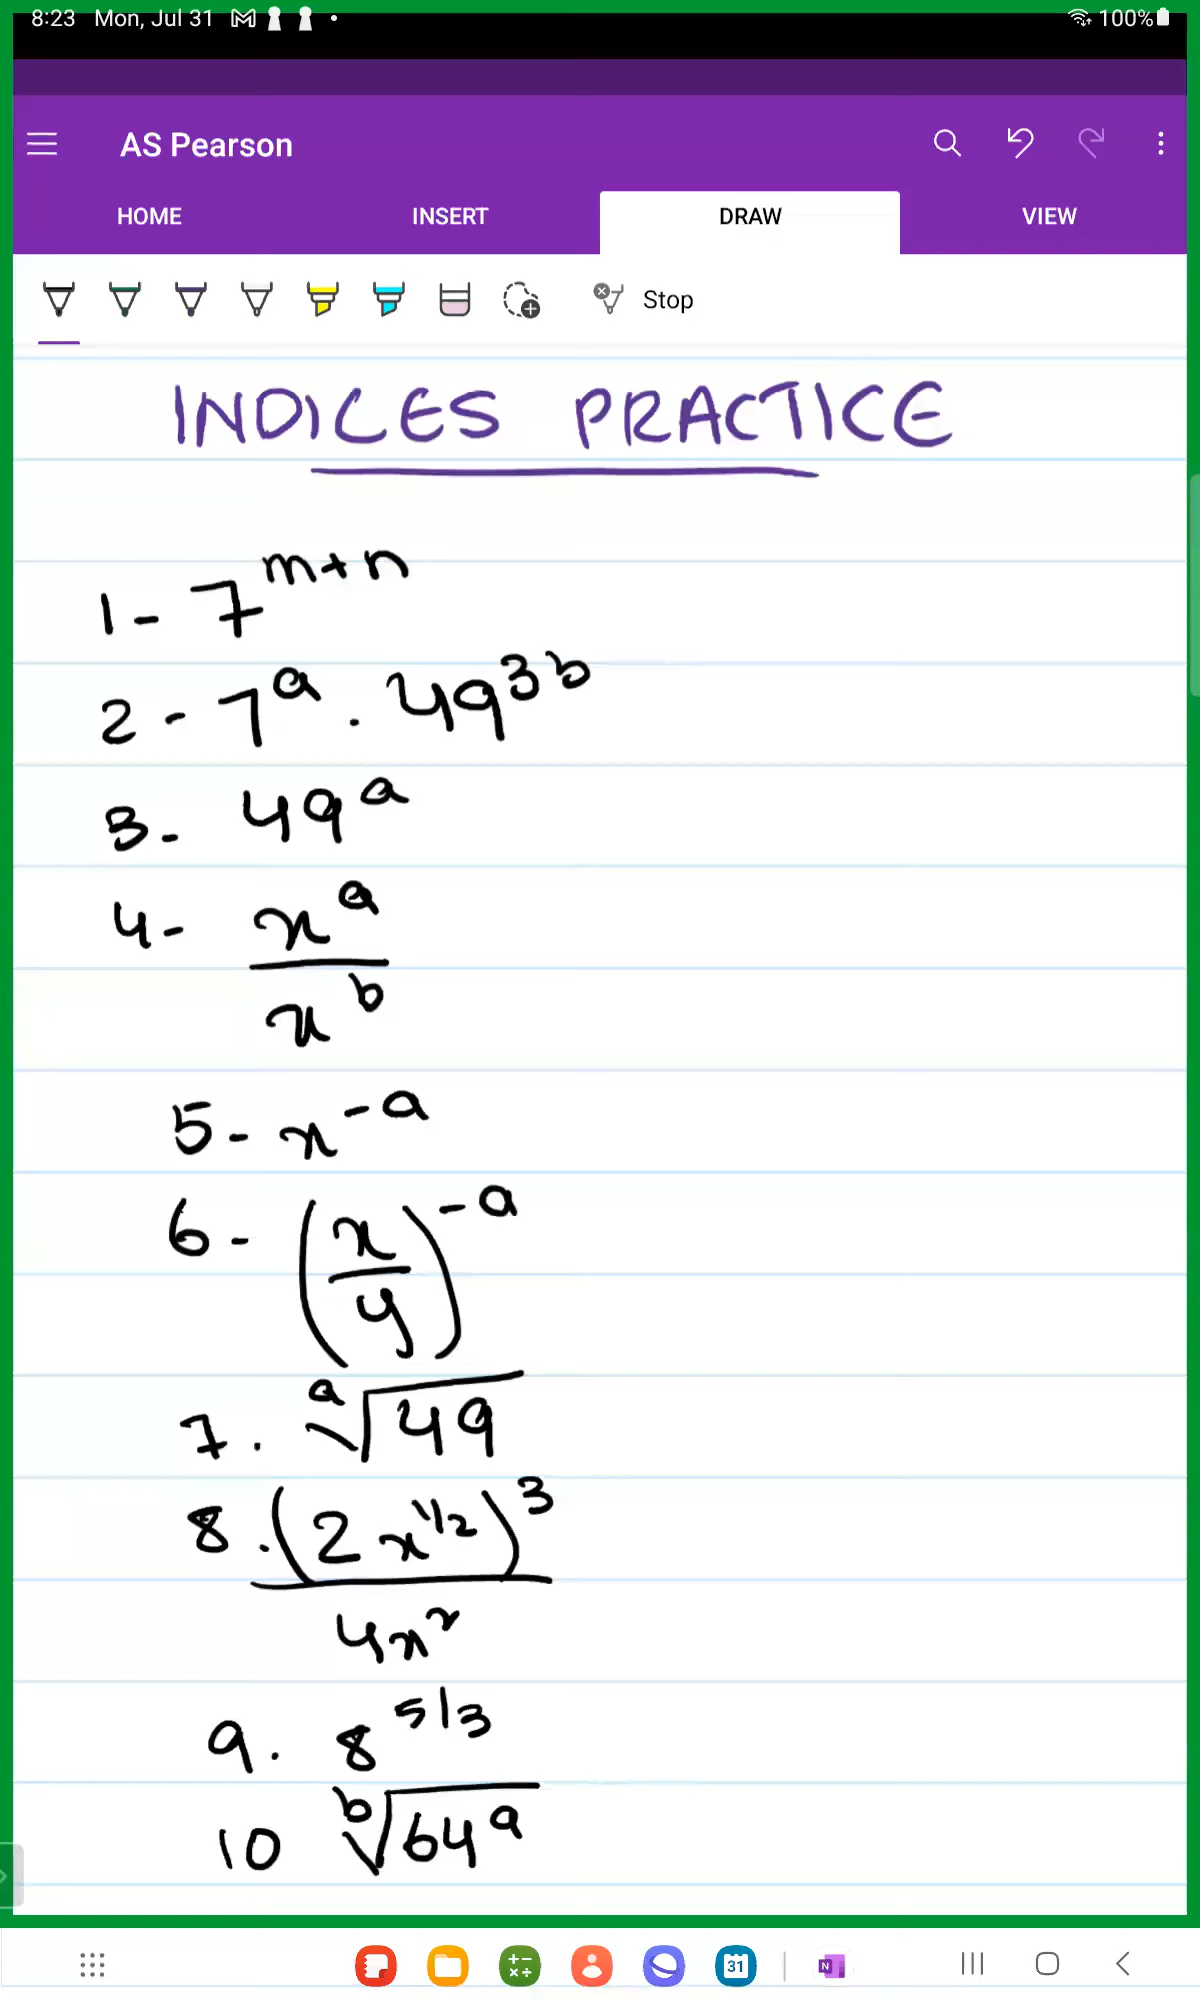 8:23 Mon, Jul 31 100%
AS Pearson
HOME INSERT DRAW VIEW
Stop
INDICES PRACTICE
1- 7^{m+n}
2- 7^{a} . 49^{3b}
3- 49^{a}
4- x^{a}/x^{b}
5- x^{-a}
6- (x/y)^{-a}
7. ^{a}√49
8. (2x^{1/2})^{3}/4x^{2}
9. 8^{5/3}
10 ^{b}√64^{a}
31
N